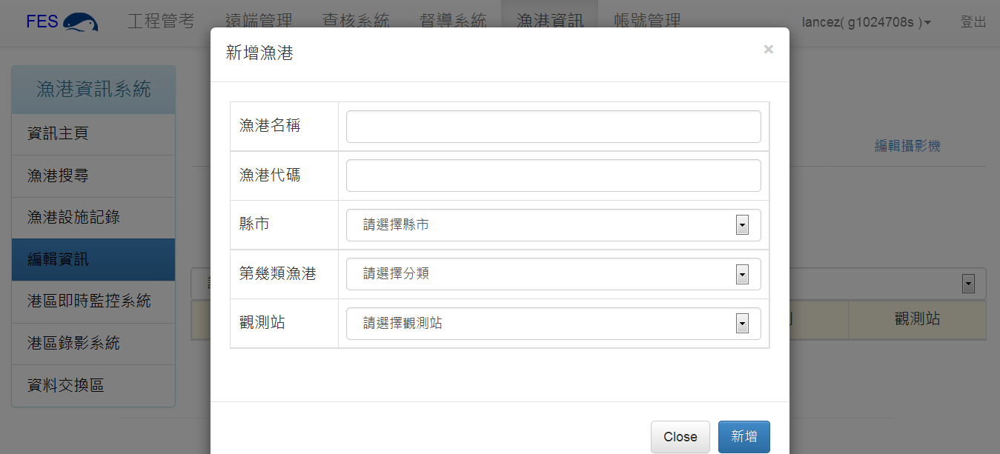 FES
工程管考
遠端管理
查核系統
督導系統
漁港資訊
帳號管理
lancez( g1024708s )
登出
漁港資訊系統
資訊主頁
漁港搜尋
漁港設施記錄
編輯資訊
港區即時監控系統
港區錄影系統
資料交換區
編輯攝影機
觀測站
新增漁港
×
漁港名稱
漁港代碼
縣市
請選擇縣市
第幾類漁港
請選擇分類
觀測站
請選擇觀測站
Close
新增